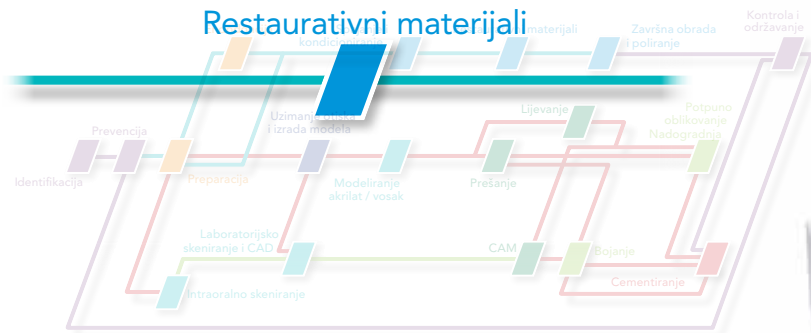 Restaurativni materijali
Kontrola i
održavanje
kondicioniranje
materijali
Završna obrada
i poliranje
Prevencija
Uzimanje otiska
i izrada modela
Lijevanje
Potpuno
oblikovanje
Nadogradnja
Identifikacija
Preparacija
Modeliranje
akrilat / vosak
Prešanje
Laboratorijsko
skeniranje i CAD
CAM
Bojanje
Cementiranje
Intraoralno skeniranje